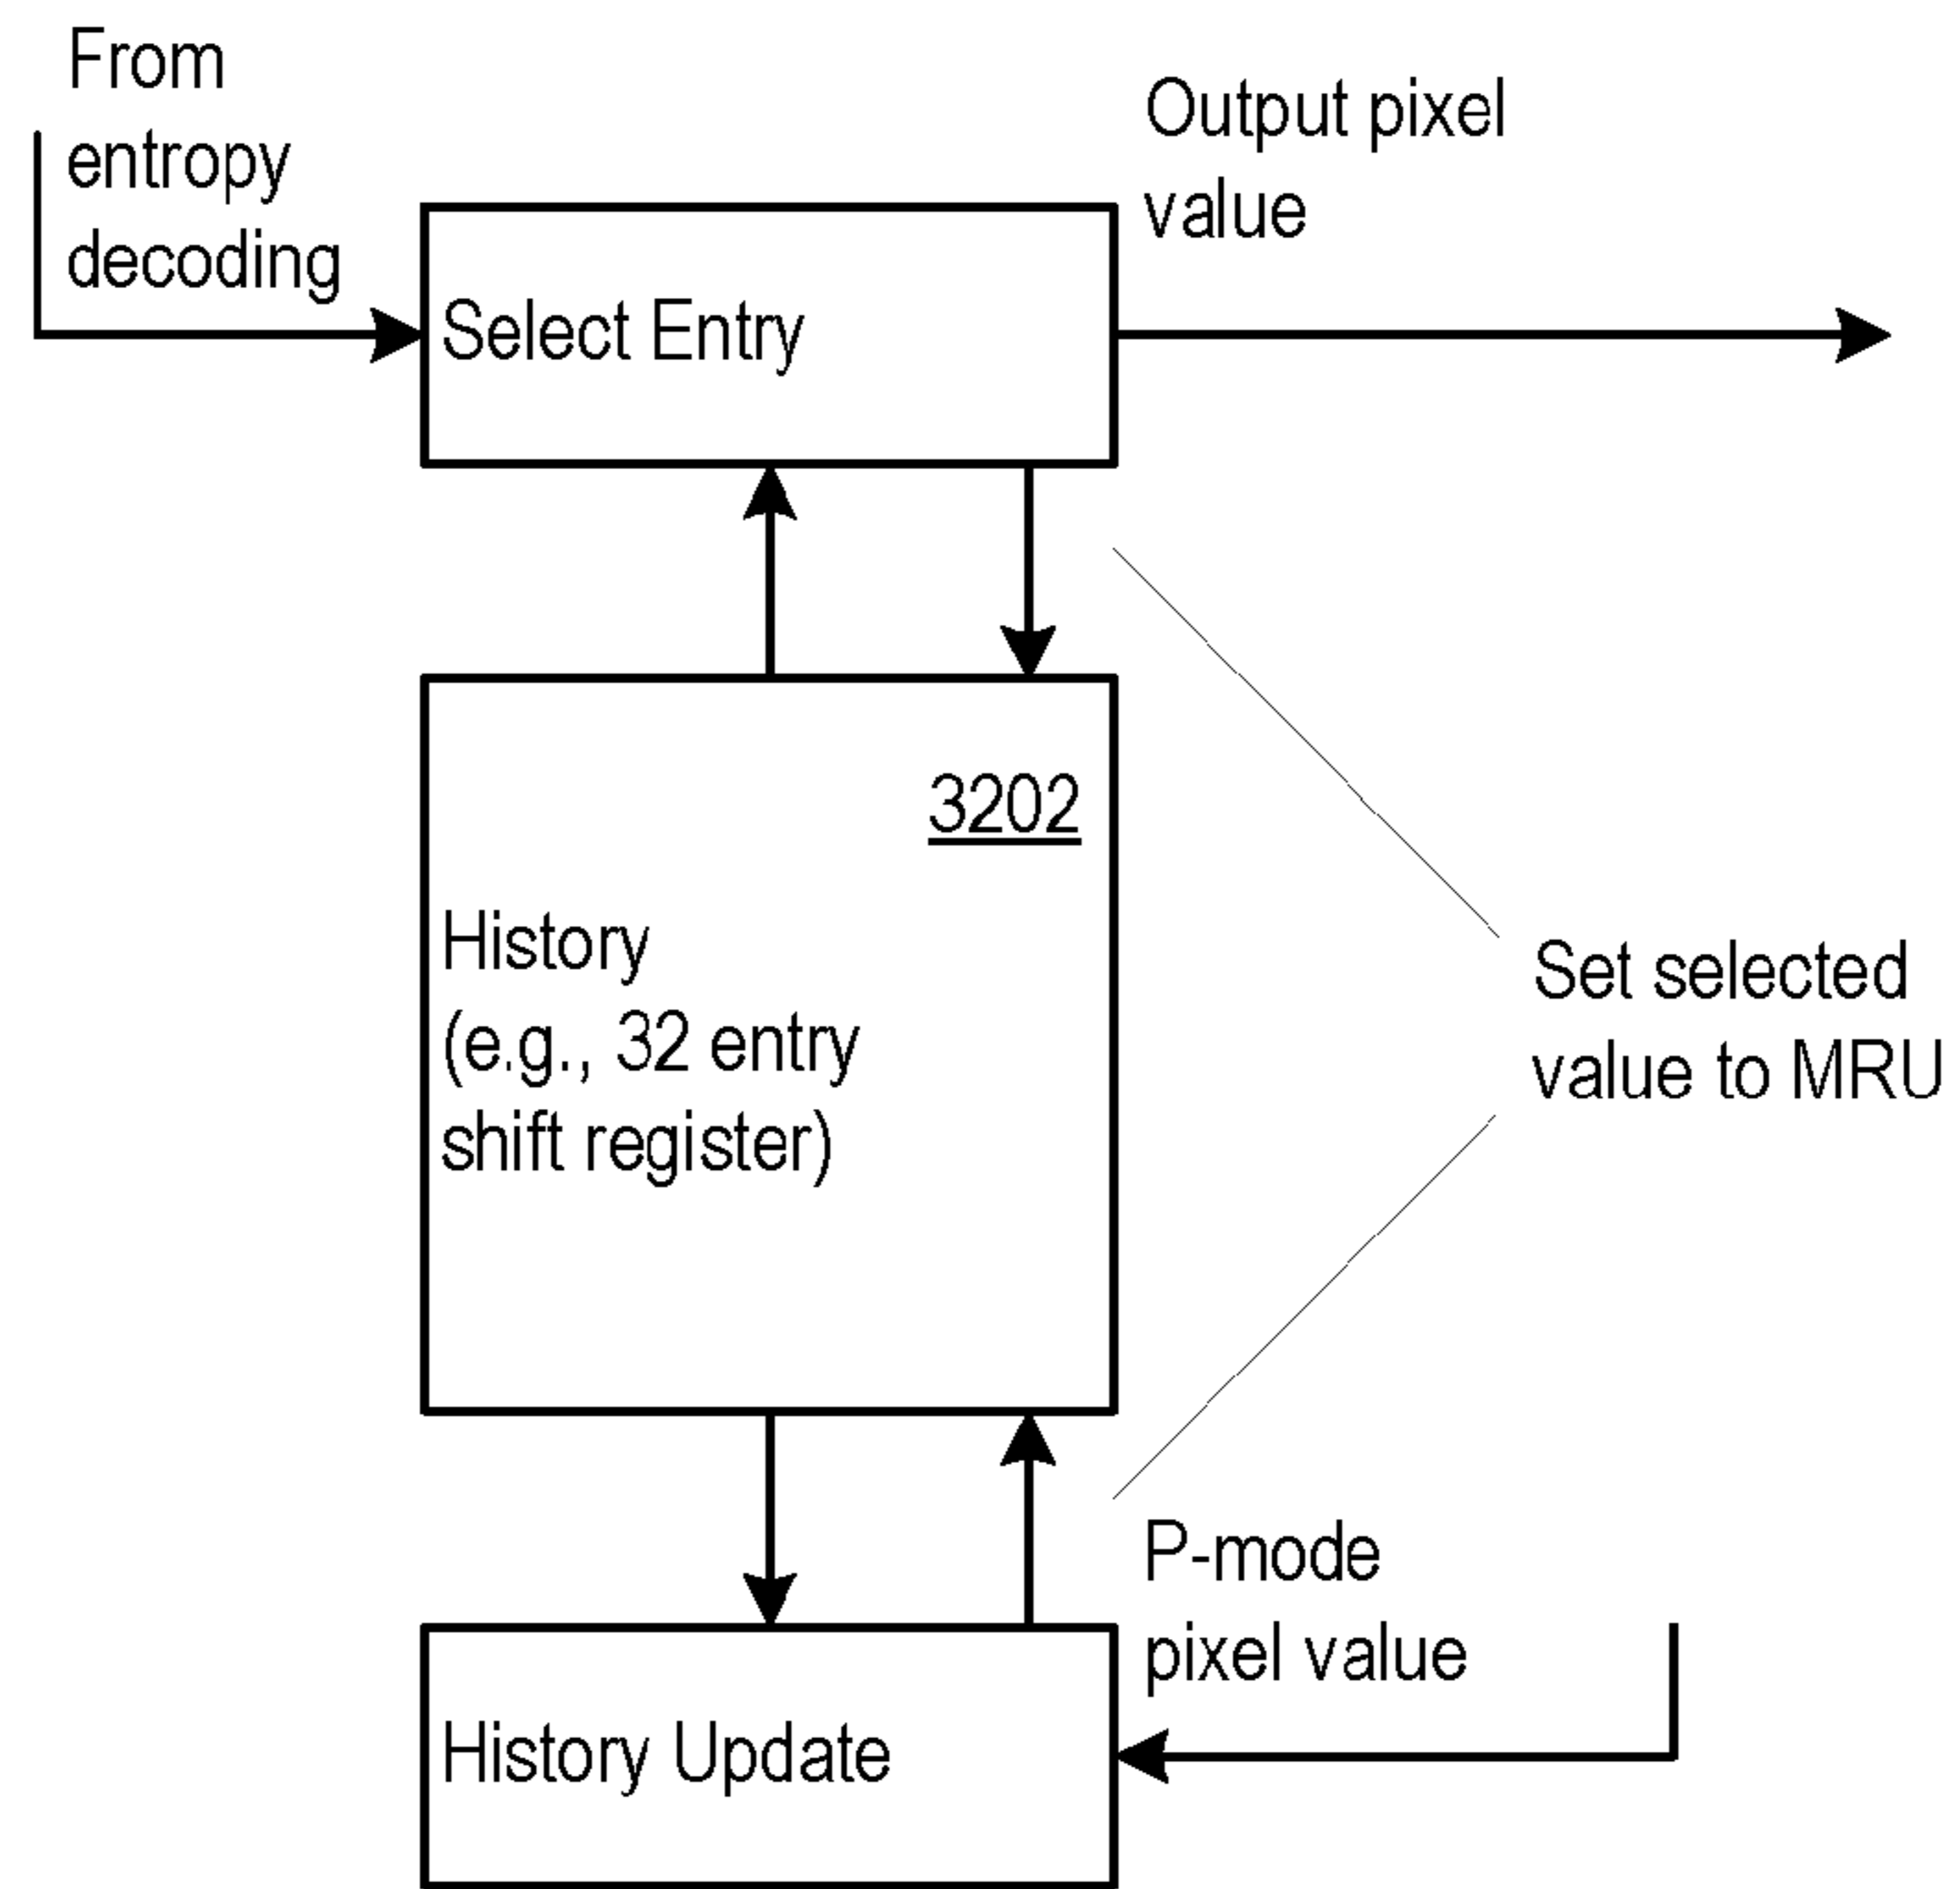 From
entropy
decoding
Output pixel
value
Select Entry
3202
History
(e.g., 32 entry
shift register)
Set selected
value to MRU
P-mode
pixel value
History Update